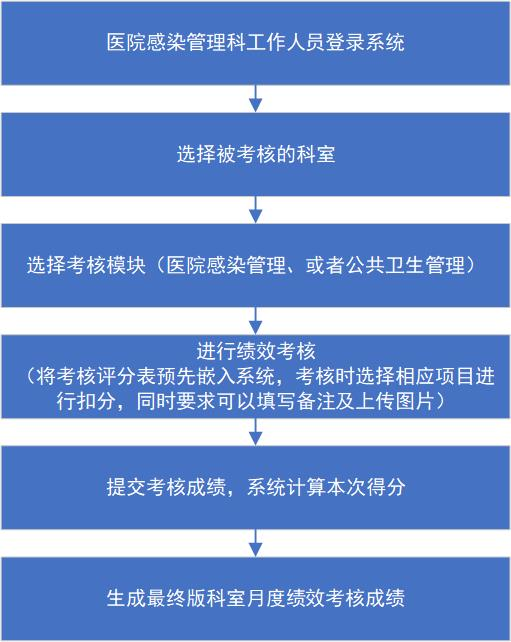 医院感染管理科工作人员登录系统
选择被考核的科室
选择考核模块（医院感染管理、或者公共卫生管理）
进行绩效考核
（将考核评分表预先嵌入系统，考核时选择相应项目进
行扣分，同时要求可以填写备注及上传图片）
提交考核成绩，系统计算本次得分
生成最终版科室月度绩效考核成绩